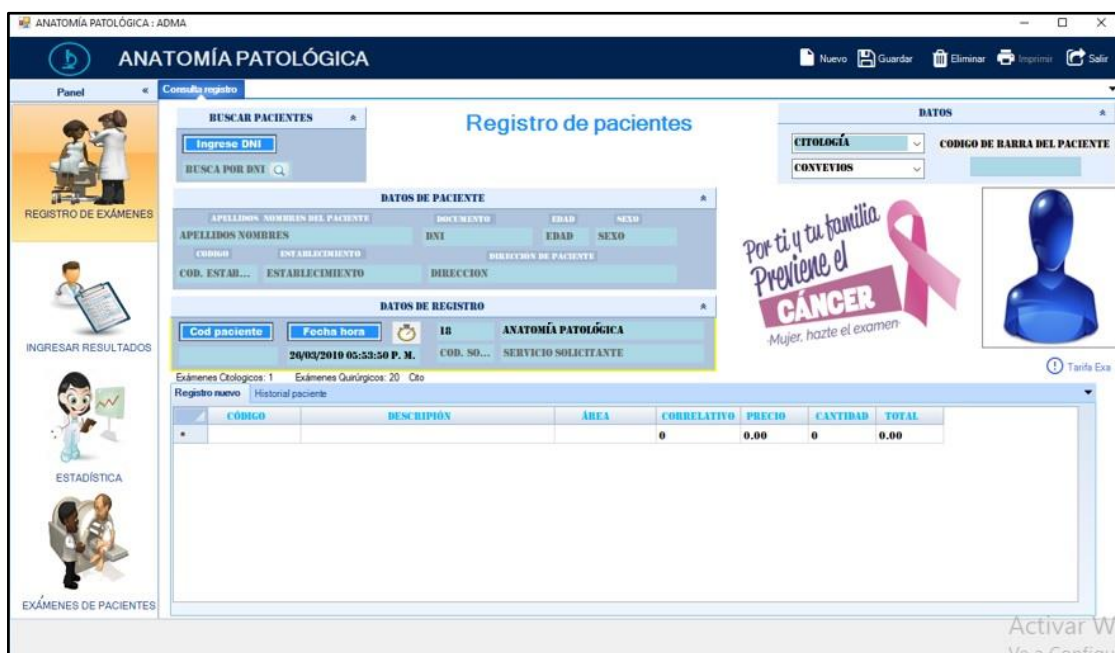 ANATOMÍA PATOLÓGICA : ADMA
ANATOMÍA PATOLÓGICA
Nuevo Guardar Eliminar Imprimir Salir
Panel «
Consulta registro
REGISTRO DE EXÁMENES
INGRESAR RESULTADOS
ESTADÍSTICA
EXÁMENES DE PACIENTES
BUSCAR PACIENTES
Ingrese DNI
BUSCA POR DNI
Registro de pacientes
DATOS
CITOLOGÍA
CONVEVIOS
CODIGO DE BARRA DEL PACIENTE
DATOS DE PACIENTE
APELLIDOS NOMBRES DEL PACIENTE DOCUMENTO EDAD SEXO
APELLIDOS NOMBRES DNI EDAD SEXO
CODIGO ESTABLECIMIENTO DIRECCION DE PACIENTE
COD. ESTAB... ESTABLECIMIENTO DIRECCION
Por ti y tu familia
Previene el
CÁNCER
-Mujer, hazte el examen-
DATOS DE REGISTRO
Cod paciente Fecha hora 18 ANATOMÍA PATOLÓGICA
26/03/2019 05:53:50 P. M. COD. SO... SERVICIO SOLICITANTE
Tarifa Exa
Exámenes Citologicos: 1 Exámenes Quirúrgicos: 20 Cito
Registro nuevo Historial paciente
CÓDIGO DESCRIPIÓN ÁREA CORRELATIVO PRECIO CANTIDAD TOTAL
* 0 0.00 0 0.00
Activar W
Ve a Configu